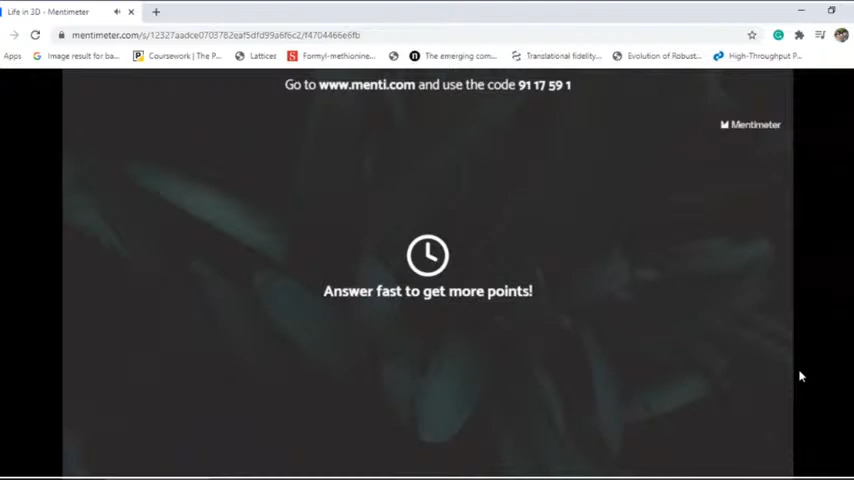 Life in 3D - Mentimeter
mentimeter.com/s/12327aadce0703782eaf5dfd99a6f6c2/f4704466e6fb
Apps Image result for ba... Coursework | The P... Lattices Formyl-methionine... The emerging com... Translational fidelity,... Evolution of Robust... High-Throughput P...
Go to www.menti.com and use the code 91 17 59 1
Mentimeter
Answer fast to get more points!